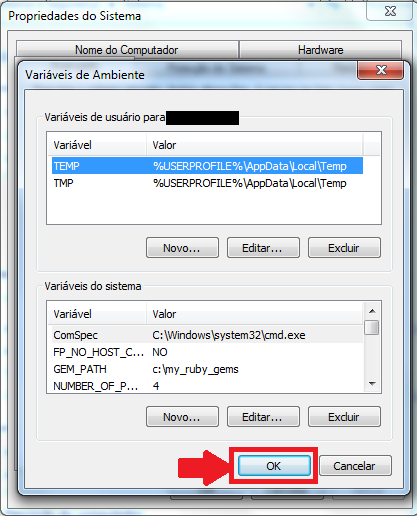 Propriedades do Sistema
Nome do Computador Hardware
Variáveis de Ambiente
Variáveis de usuário para
Variável Valor
TEMP %USERPROFILE%\AppData\Local\Temp
TMP %USERPROFILE%\AppData\Local\Temp
Novo... Editar... Excluir
Variáveis do sistema
Variável Valor
ComSpec C:\Windows\system32\cmd.exe
FP_NO_HOST_C... NO
GEM_PATH c:\my_ruby_gems
NUMBER_OF_P... 4
Novo... Editar... Excluir
OK Cancelar